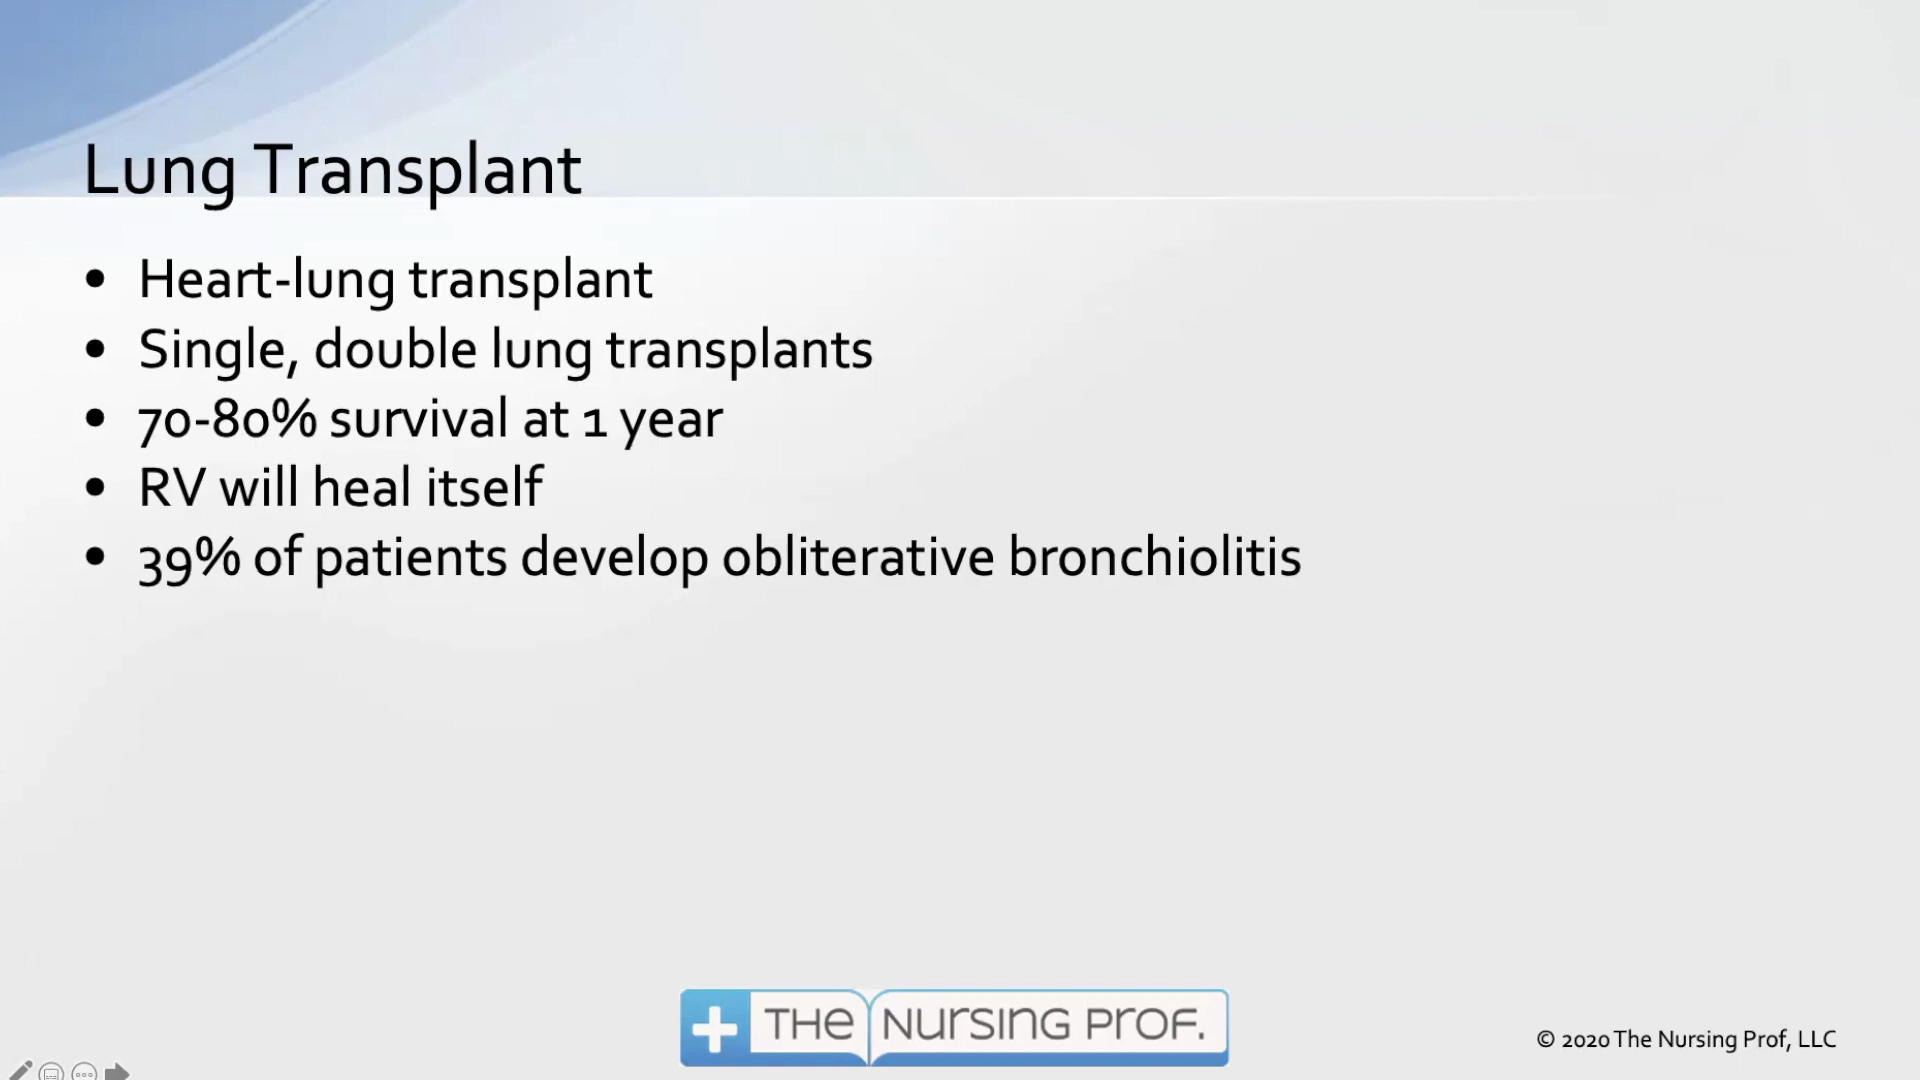 Lung Transplant
• Heart-lung transplant
• Single, double lung transplants
• 70-80% survival at 1 year
• RV will heal itself
• 39% of patients develop obliterative bronchiolitis
THE NURSING PROF.
© 2020 The Nursing Prof, LLC